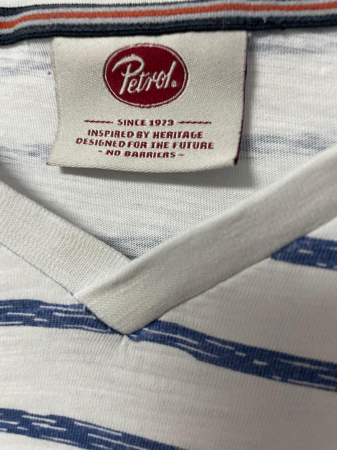 Petrol
SINCE 1979
INSPIRED BY HERITAGE
DESIGNED FOR THE FUTURE
- NO BARRIERS -